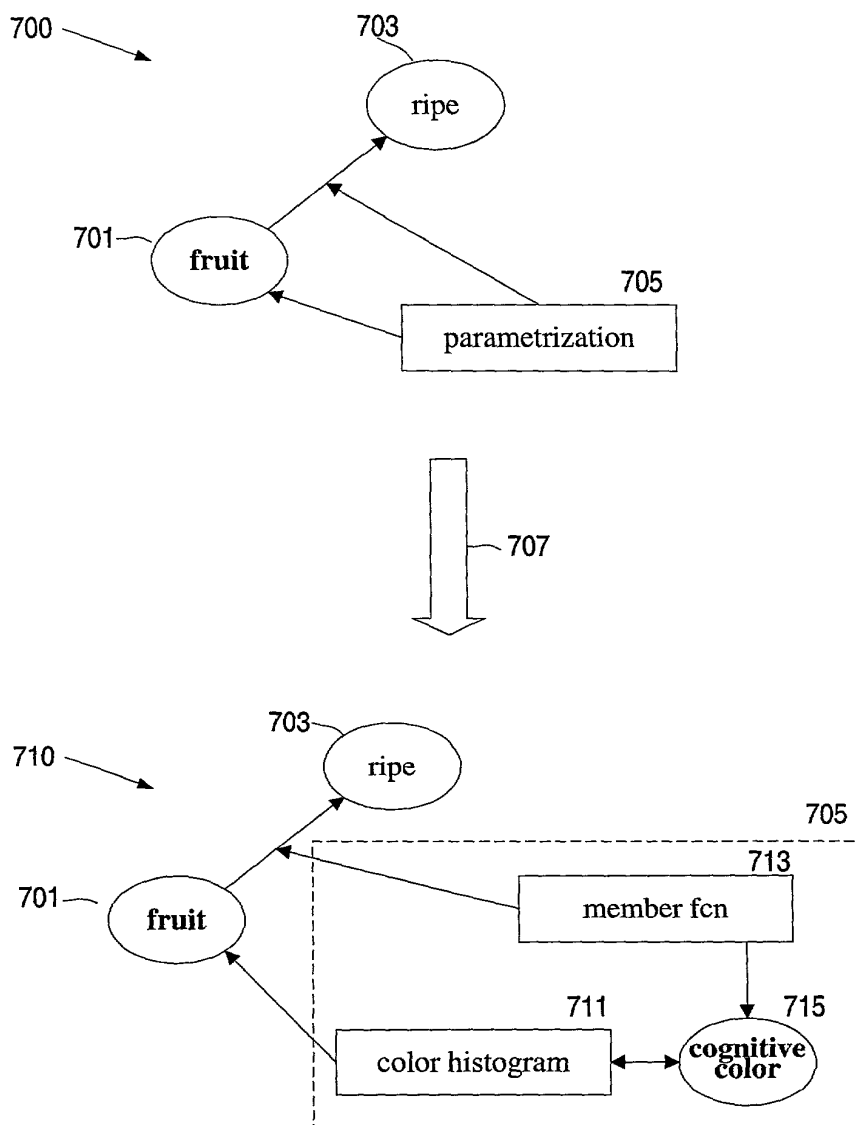 703
700
ripe
701
fruit
705
parametrization
707
703
710
ripe
705
713
701
fruit
member fcn
711
715
color histogram
cognitive
color